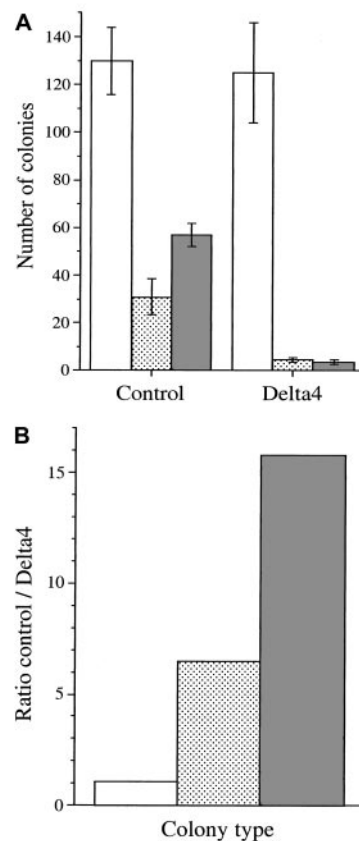 A
Number of colonies
140
120
100
80
60
40
20
0
Control Delta4
B
Ratio control / Delta4
15
10
5
0
Colony type